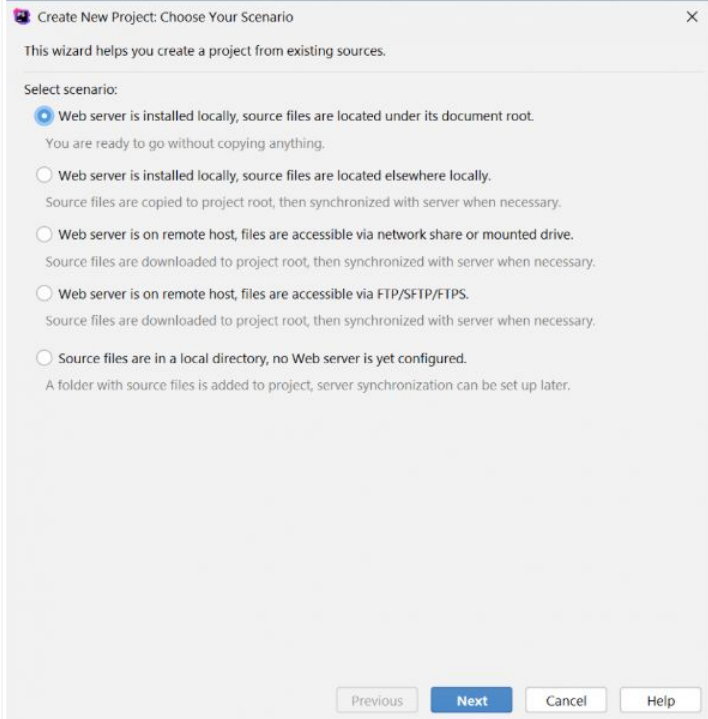 Create New Project: Choose Your Scenario
This wizard helps you create a project from existing sources.
Select scenario:
Web server is installed locally, source files are located under its document root.
You are ready to go without copying anything.
Web server is installed locally, source files are located elsewhere locally.
Source files are copied to project root, then synchronized with server when necessary.
Web server is on remote host, files are accessible via network share or mounted drive.
Source files are downloaded to project root, then synchronized with server when necessary.
Web server is on remote host, files are accessible via FTP/SFTP/FTPS.
Source files are downloaded to project root, then synchronized with server when necessary.
Source files are in a local directory, no Web server is yet configured.
A folder with source files is added to project, server synchronization can be set up later.
Previous Next Cancel Help